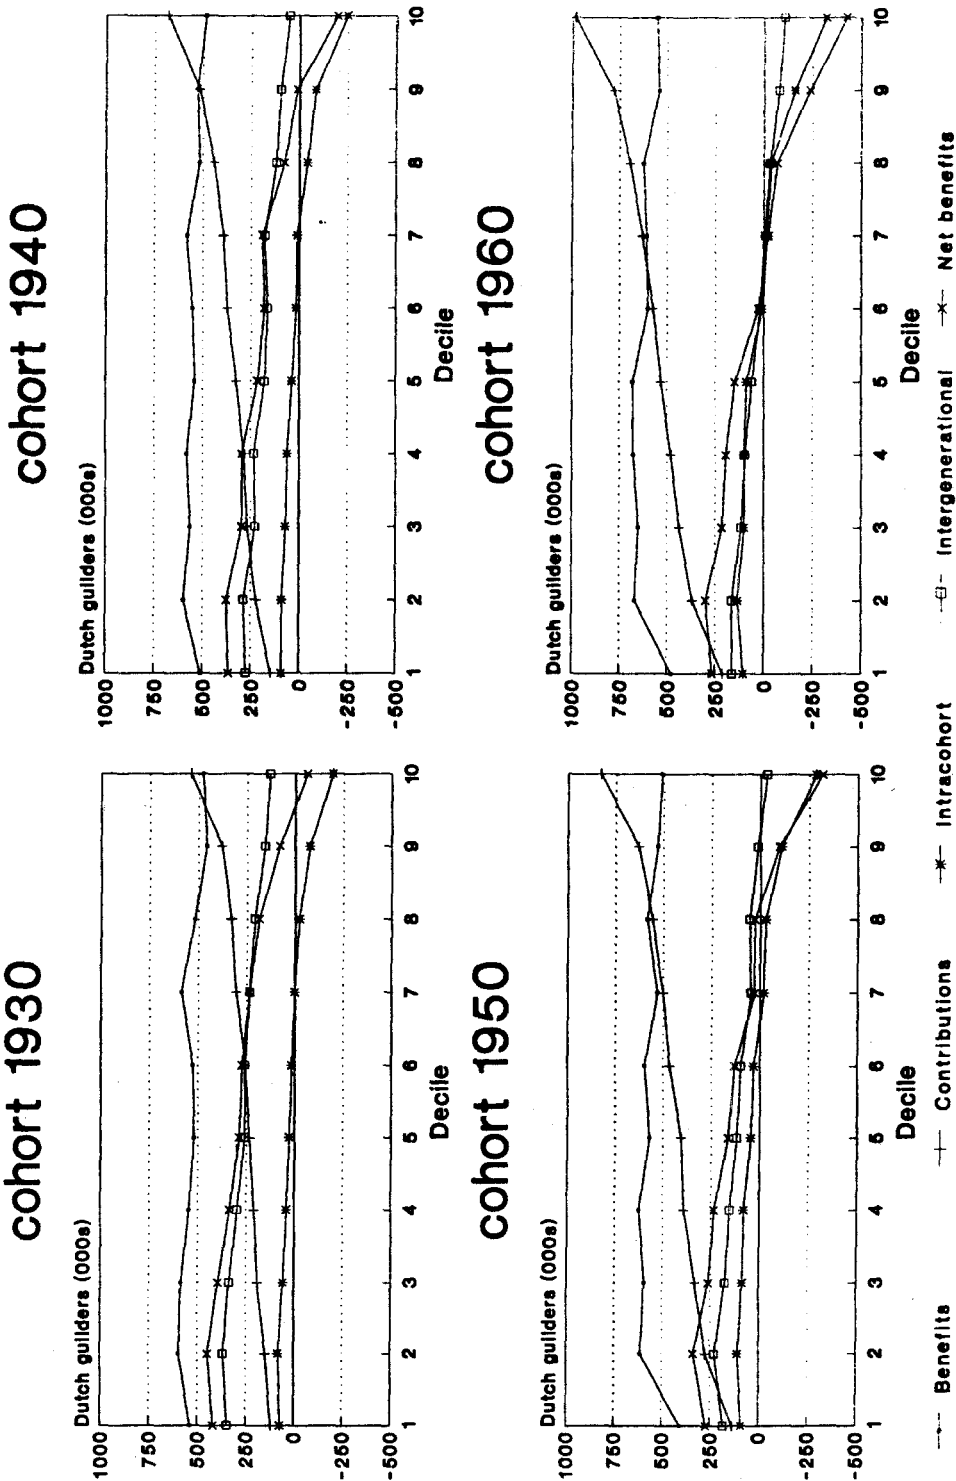 cohort 1930
Dutch guilders (000s)
1000
750
500
250
0
-250
-500
1 2 3 4 5 6 7 8 9 10
Decile
cohort 1940
Dutch guilders (000s)
1000
750
500
250
0
-250
-500
1 2 3 4 5 6 7 8 9 10
Decile
cohort 1950
Dutch guilders (000s)
1000
750
500
250
0
-250
-500
1 2 3 4 5 6 7 8 9 10
Decile
cohort 1960
Dutch guilders (000s)
1000
750
500
250
0
-250
-500
1 2 3 4 5 6 7 8 9 10
Decile
Benefits Contributions Intracohort Intergenerational Net benefits